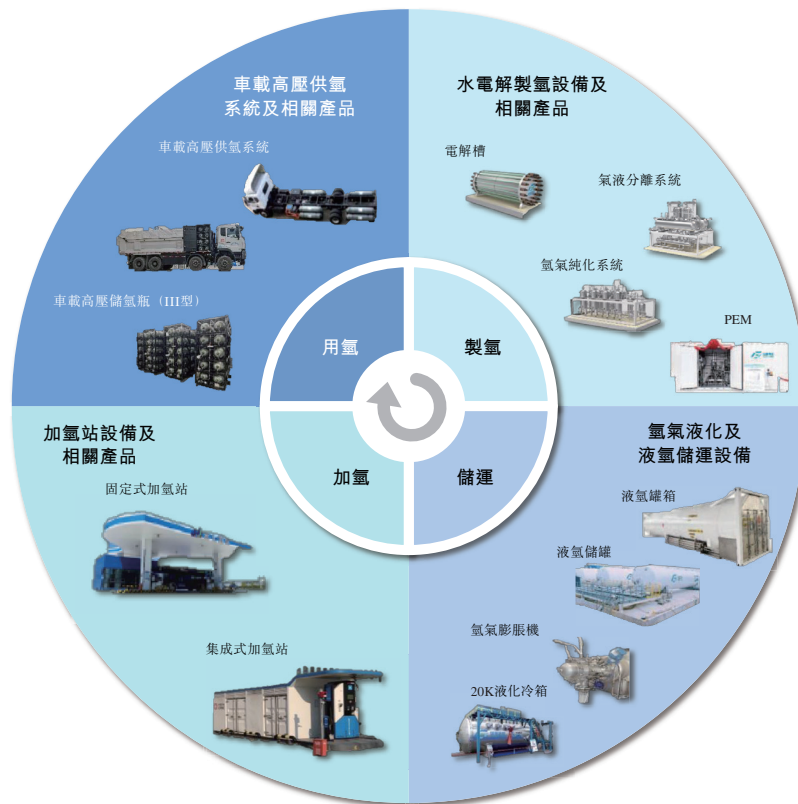 車載高壓供氫
系統及相關產品
車載高壓供氫系統
車載高壓儲氫瓶（III型）
用氫
水電解製氫設備及
相關產品
電解槽
氣液分離系統
氫氣純化系統
PEM
製氫
加氫站設備及
相關產品
固定式加氫站
集成式加氫站
加氫
氫氣液化及
液氫儲運設備
液氫罐箱
液氫儲罐
氫氣膨脹機
20K液化冷箱
儲運